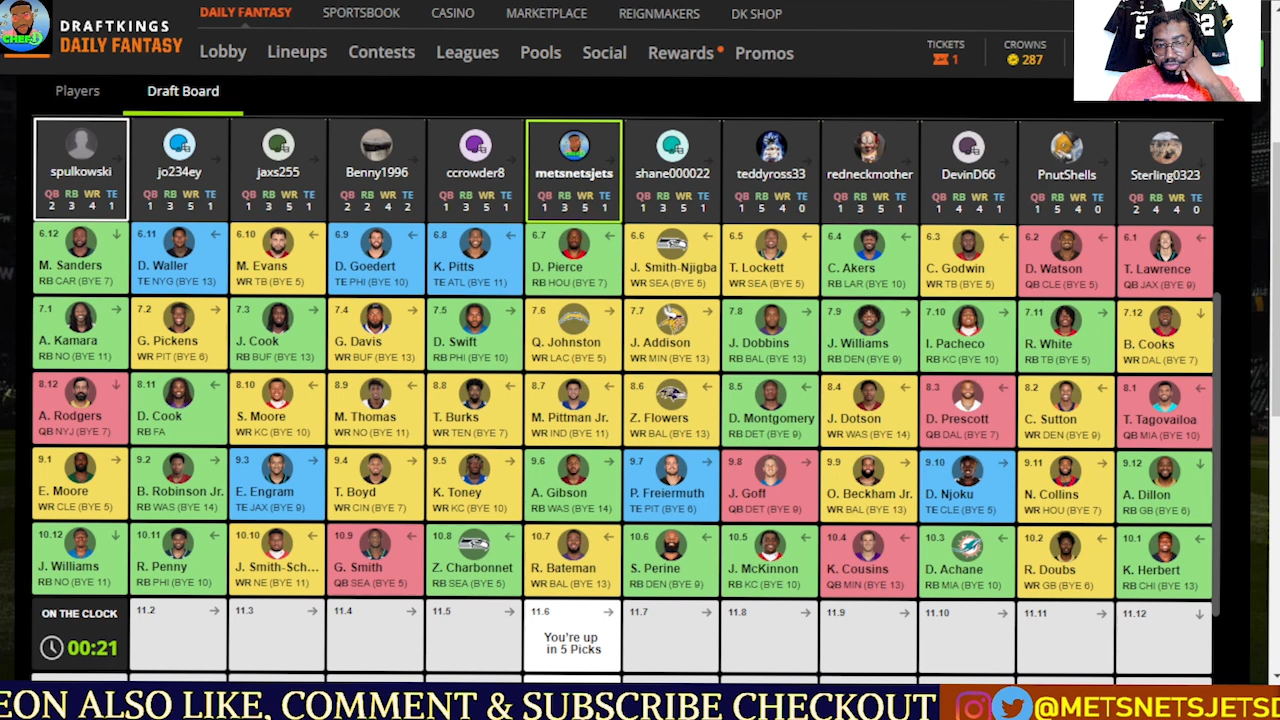 CHEF
DRAFTKINGS
DAILY FANTASY
DAILY FANTASY SPORTSBOOK CASINO MARKETPLACE REIGNMAKERS DK SHOP
Lobby Lineups Contests Leagues Pools Social Rewards Promos
TICKETS
1
CROWNS
287
Players Draft Board
spulkowski jo234ey jaxs255 Benny1996 ccrowder8 metsnetsjets shane000022 teddyross33 redneckmother DevinD66 PnutShells Sterling0323
QB RB WR TE QB RB WR TE QB RB WR TE QB RB WR TE QB RB WR TE QB RB WR TE QB RB WR TE QB RB WR TE QB RB WR TE QB RB WR TE QB RB WR TE QB RB WR TE
2 3 4 1 1 3 5 1 1 3 5 1 2 2 4 2 1 3 5 1 1 3 5 1 1 3 5 1 1 5 4 0 1 3 5 1 1 4 4 1 1 5 4 0 2 4 4 0
6.12 6.11 6.10 6.9 6.8 6.7 6.6 6.5 6.4 6.3 6.2 6.1
M. Sanders D. Waller M. Evans D. Goedert K. Pitts D. Pierce J. Smith-Njigba T. Lockett C. Akers C. Godwin D. Watson T. Lawrence
RB CAR (BYE 7) TE NYG (BYE 13) WR TB (BYE 5) TE PHI (BYE 10) TE ATL (BYE 11) RB HOU (BYE 7) WR SEA (BYE 5) WR SEA (BYE 5) RB LAR (BYE 10) WR TB (BYE 5) QB CLE (BYE 5) QB JAX (BYE 9)
7.1 7.2 7.3 7.4 7.5 7.6 7.7 7.8 7.9 7.10 7.11 7.12
A. Kamara G. Pickens J. Cook G. Davis D. Swift Q. Johnston J. Addison J. Dobbins J. Williams I. Pacheco R. White B. Cooks
RB NO (BYE 11) WR PIT (BYE 6) RB BUF (BYE 13) WR BUF (BYE 13) RB PHI (BYE 10) WR LAC (BYE 5) WR MIN (BYE 13) RB BAL (BYE 13) RB DEN (BYE 9) RB KC (BYE 10) RB TB (BYE 5) WR DAL (BYE 7)
8.12 8.11 8.10 8.9 8.8 8.7 8.6 8.5 8.4 8.3 8.2 8.1
A. Rodgers D. Cook S. Moore M. Thomas T. Burks M. Pittman Jr. Z. Flowers D. Montgomery J. Dotson D. Prescott C. Sutton T. Tagovailoa
QB NYJ (BYE 7) RB FA WR KC (BYE 10) WR NO (BYE 11) WR TEN (BYE 7) WR IND (BYE 11) WR BAL (BYE 13) RB DET (BYE 9) WR WAS (BYE 14) QB DAL (BYE 7) WR DEN (BYE 9) QB MIA (BYE 10)
9.1 9.2 9.3 9.4 9.5 9.6 9.7 9.8 9.9 9.10 9.11 9.12
E. Moore B. Robinson Jr. E. Engram T. Boyd K. Toney A. Gibson P. Freiermuth J. Goff O. Beckham Jr. D. Njoku N. Collins A. Dillon
WR CLE (BYE 5) RB WAS (BYE 14) TE JAX (BYE 9) WR CIN (BYE 7) WR KC (BYE 10) RB WAS (BYE 14) TE PIT (BYE 6) QB DET (BYE 9) WR BAL (BYE 13) TE CLE (BYE 5) WR HOU (BYE 7) RB GB (BYE 6)
10.12 10.11 10.10 10.9 10.8 10.7 10.6 10.5 10.4 10.3 10.2 10.1
J. Williams R. Penny J. Smith-Sch... G. Smith Z. Charbonnet R. Bateman S. Perine J. McKinnon K. Cousins D. Achane R. Doubs K. Herbert
RB NO (BYE 11) RB PHI (BYE 10) WR NE (BYE 11) QB SEA (BYE 5) RB SEA (BYE 5) WR BAL (BYE 13) RB DEN (BYE 9) RB KC (BYE 10) QB MIN (BYE 13) RB MIA (BYE 10) WR GB (BYE 6) RB CHI (BYE 13)
ON THE CLOCK 11.2 11.3 11.4 11.5 11.6 11.7 11.8 11.9 11.10 11.11 11.12
00:21
You're up
in 5 Picks
EON ALSO LIKE, COMMENT & SUBSCRIBE CHECKOUT
@METSNETSJETSD